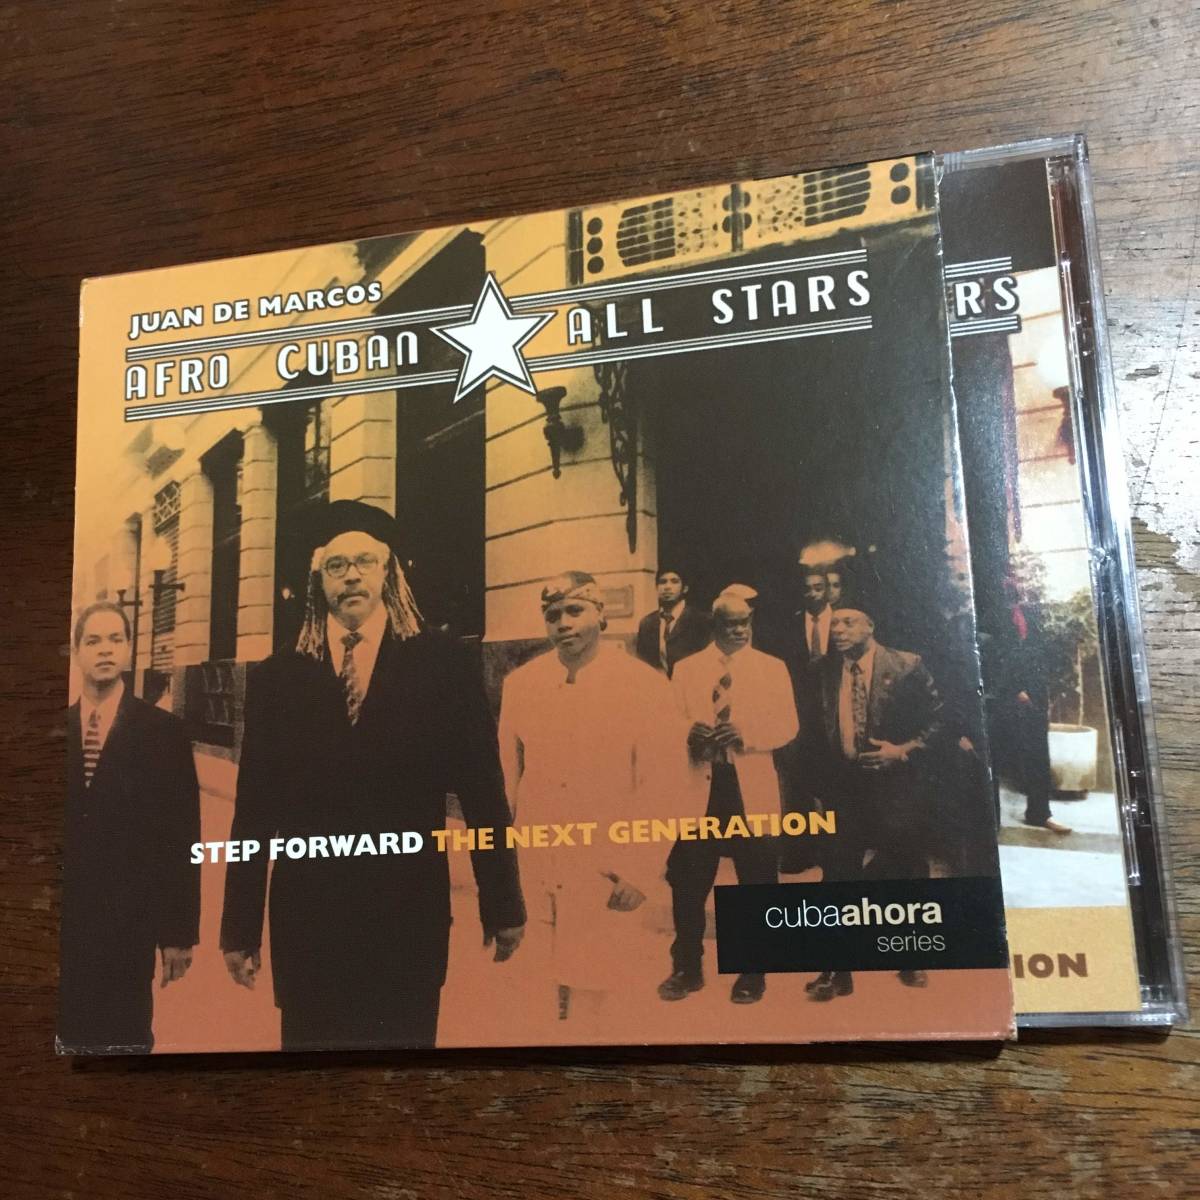 JUAN DE MARCOS
AFRO CUBAN ALL STARS
RS
STEP FORWARD THE NEXT GENERATION
cubaahora
series
ION